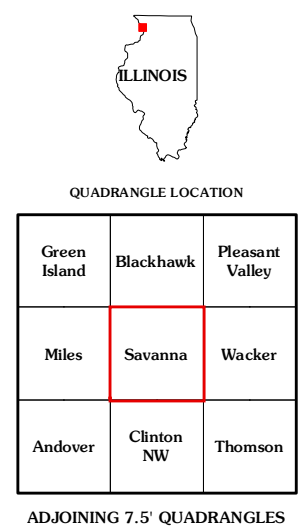 ILLINOIS
QUADRANGLE LOCATION
Green
Island
Blackhawk
Pleasant
Valley
Miles
Savanna
Wacker
Andover
Clinton
NW
Thomson
ADJOINING 7.5' QUADRANGLES